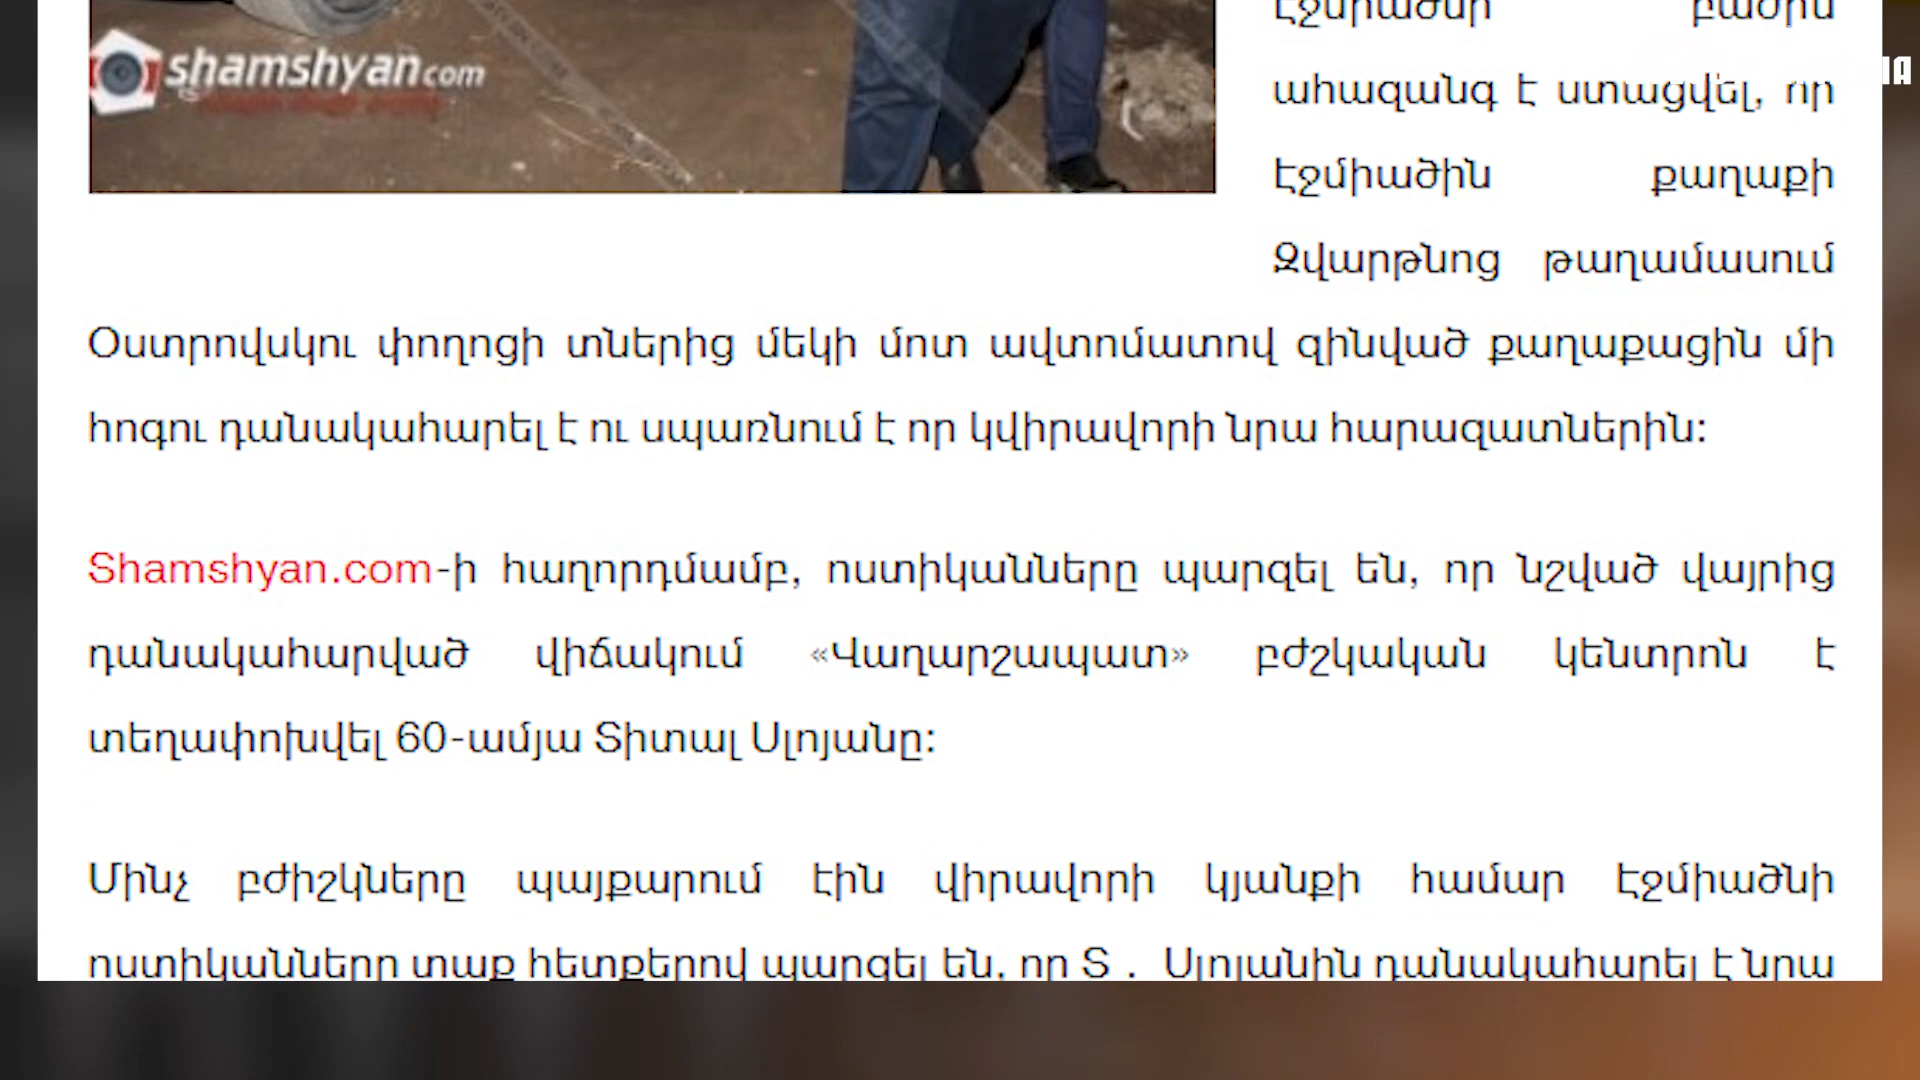 shamshyan.com
Էջմիածնի բաժին
ահազանգ է ստացվել, որ
Էջմիածին քաղաքի
Զվարթնոց թաղամասում
Օստրովսկու փողոցի տներից մեկի մոտ ավտոմատով զինված քաղաքացին մի
հոգու դանակահարել է ու սպառնում է որ կվիրավորի նրա հարազատներին:
Shamshyan.com-ի հաղորդմամբ, ոստիկանները պարզել են, որ նշված վայրից
դանակահարված վիճակում «Վաղարշապատ» բժշկական կենտրոն է
տեղափոխվել 60-ամյա Տիտալ Սլոյանը:
Մինչ բժիշկները պայքարում էին վիրավորի կյանքի համար Էջմիածնի
ոստիկանները տաք հետքերով պարզել են, որ Տ . Սլոյանին դանակահարել է նրա